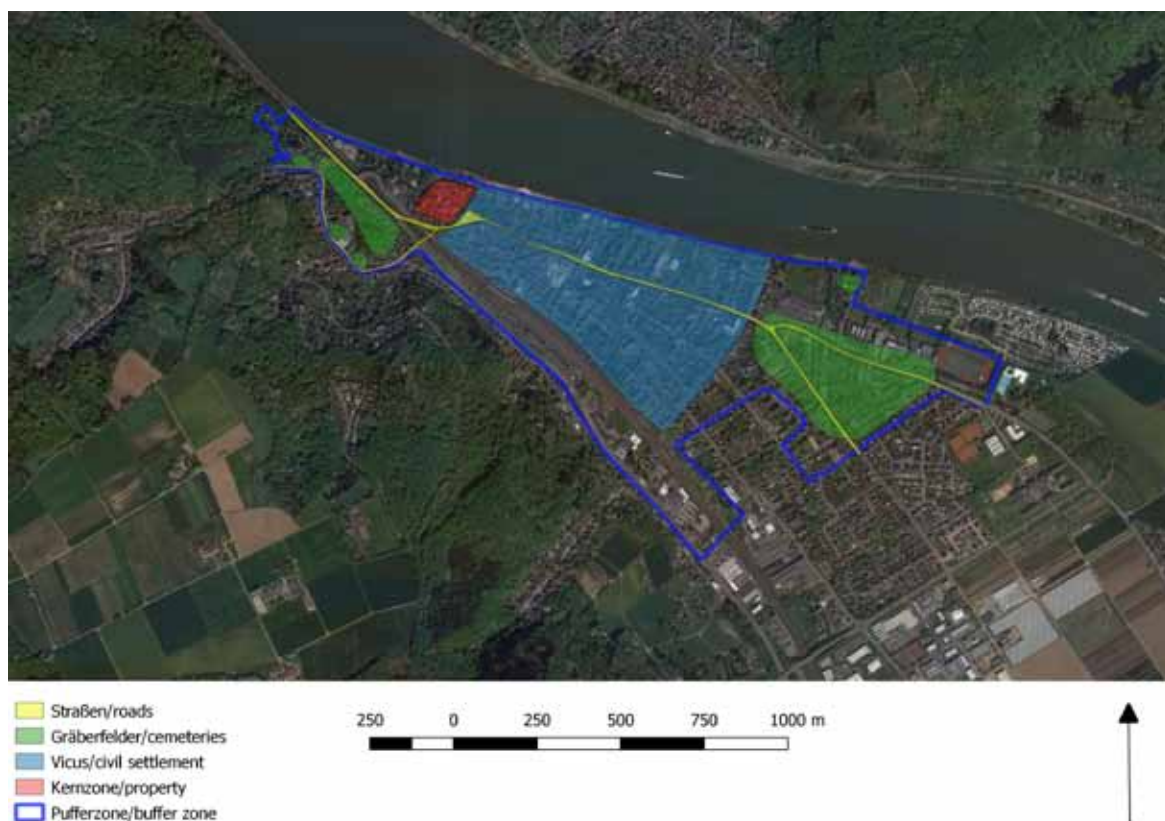 Straßen/roads
Gräberfelder/cemeteries
Vicus/civil settlement
Kernzone/property
Pufferzone/buffer zone
250 0 250 500 750 1000 m